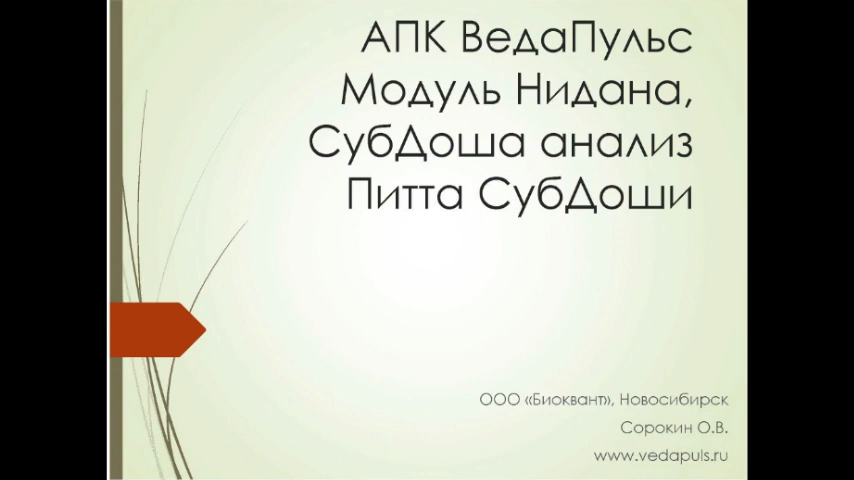 АПК ВедаПульс
Модуль Нидана,
СубДоша анализ
Питта СубДоши
ООО «Биоквант», Новосибирск
Сорокин О.В.
www.vedapuls.ru